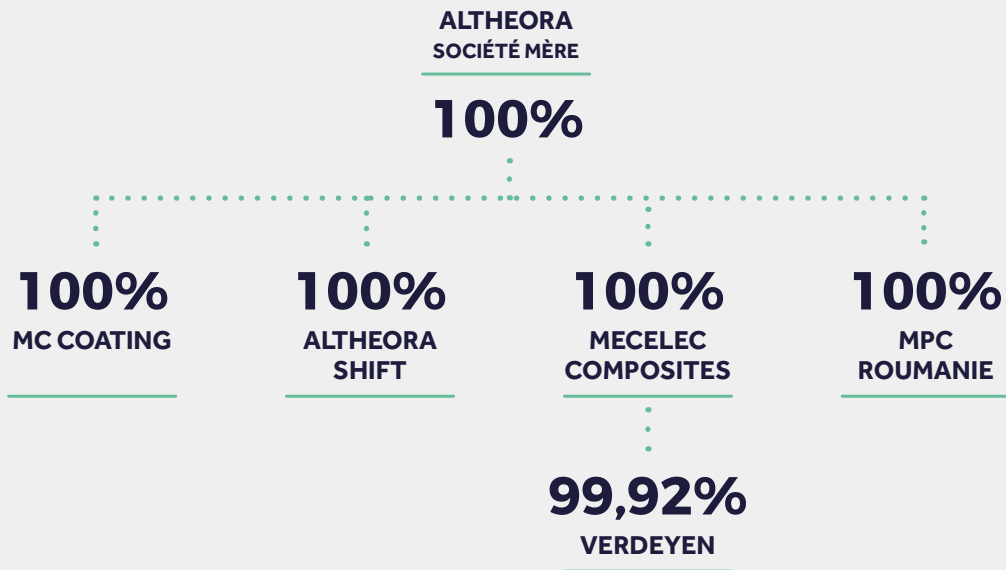 ALTHEORA
SOCIÉTÉ MÈRE
100%
100%
MC COATING
100%
ALTHEORA
SHIFT
100%
MECELEC
COMPOSITES
100%
MPC
ROUMANIE
99,92%
VERDEYEN